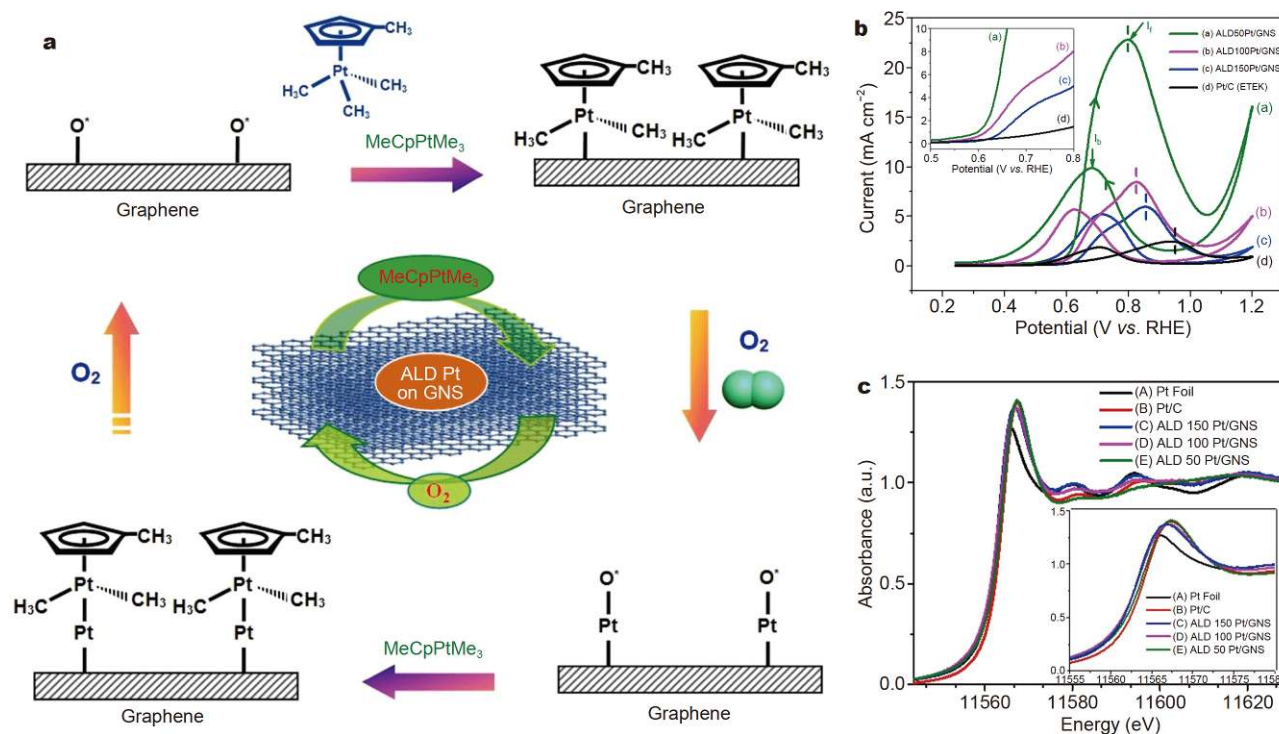 a
CH₃
Pt
H₃C
CH₃
CH₃
O*
O*
Graphene
MeCpPtMe₃
CH₃
CH₃
Pt
Pt
H₃C
CH₃
H₃C
CH₃
Graphene
O₂
MeCpPtMe₃
ALD Pt
on GNS
O₂
O₂
CH₃
CH₃
Pt
Pt
H₃C
CH₃
H₃C
CH₃
Pt
Pt
Graphene
MeCpPtMe₃
O*
O*
Pt
Pt
Graphene
b
Current (mA cm⁻²)
25
20
15
10
5
0
0.2 0.4 0.6 0.8 1.0 1.2
Potential (V vs. RHE)
(a) ALD50Pt/GNS
(b) ALD100Pt/GNS
(c) ALD150Pt/GNS
(d) Pt/C (ETEK)
If
Ib
(a)
(b)
(c)
(d)
10
8
6
4
2
0
0.5 0.6 0.7 0.8
Potential (V vs. RHE)
(a)
(b)
(c)
(d)
c
Absorbance (a.u.)
1.5
1.0
0.5
0.0
11560 11580 11600 11620
Energy (eV)
(A) Pt Foil
(B) Pt/C
(C) ALD 150 Pt/GNS
(D) ALD 100 Pt/GNS
(E) ALD 50 Pt/GNS
1.5
1.0
0.5
0.0
11555 11560 11565 11570 11575 1158
(A) Pt Foil
(B) Pt/C
(C) ALD 150 Pt/GNS
(D) ALD 100 Pt/GNS
(E) ALD 50 Pt/GNS